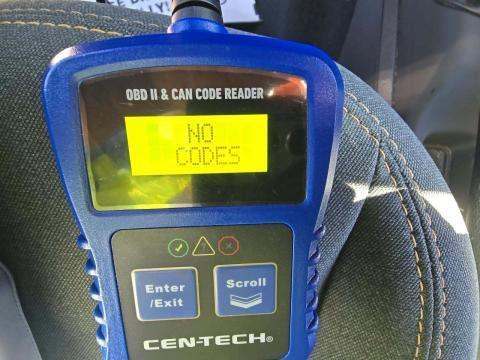 OBD II & CAN CODE READER
NO
CODES
Enter
/Exit
Scroll
CEN-TECH®